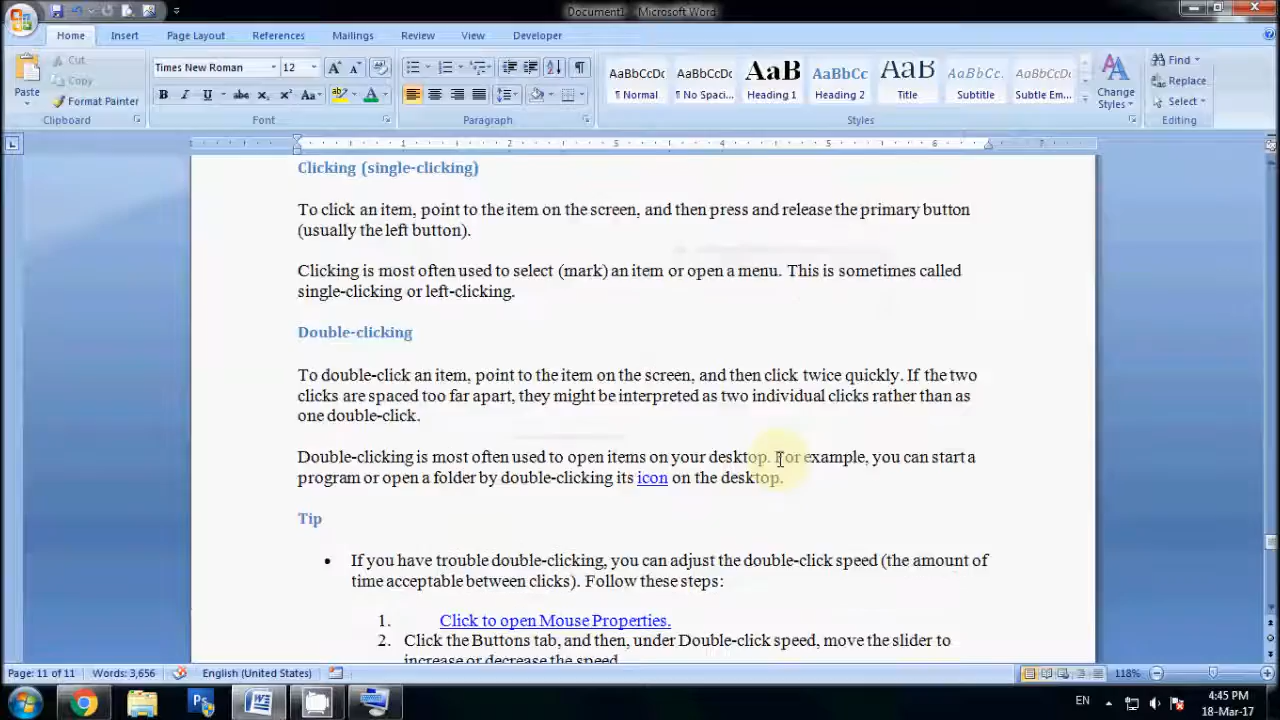 Document1 - Microsoft Word
Home Insert Page Layout References Mailings Review View Developer
Paste
Cut
Copy
Format Painter
Clipboard
Times New Roman 12
Font
Paragraph
AaBbCcDc AaBbCcDc AaBbC AaBbCc AaB AaBbCc. AaBbCcDc
¶ Normal ¶ No Spaci... Heading 1 Heading 2 Title Subtitle Subtle Em...
Change
Styles
Styles
Find
Replace
Select
Editing
Clicking (single-clicking)
To click an item, point to the item on the screen, and then press and release the primary button
(usually the left button).
Clicking is most often used to select (mark) an item or open a menu. This is sometimes called
single-clicking or left-clicking.
Double-clicking
To double-click an item, point to the item on the screen, and then click twice quickly. If the two
clicks are spaced too far apart, they might be interpreted as two individual clicks rather than as
one double-click.
Double-clicking is most often used to open items on your desktop. For example, you can start a
program or open a folder by double-clicking its icon on the desktop.
Tip
• If you have trouble double-clicking, you can adjust the double-click speed (the amount of
time acceptable between clicks). Follow these steps:
1. Click to open Mouse Properties.
2. Click the Buttons tab, and then, under Double-click speed, move the slider to
increase or decrease the speed.
Page: 11 of 11 Words: 3,656 English (United States) 118%
EN
4:45 PM
18-Mar-17